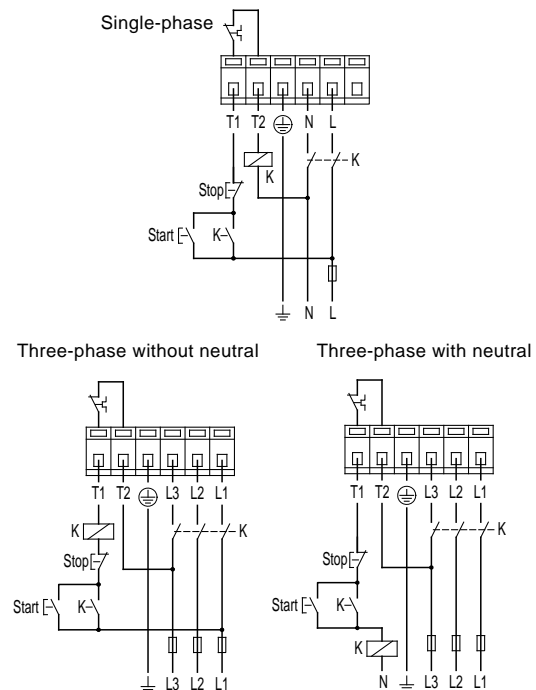 Single-phase
T1 T2 N L
K
K
Stop
Start K
N L
Three-phase without neutral
T1 T2 L3 L2 L1
K K
Stop
Start K
L3 L2 L1
Three-phase with neutral
T1 T2 L3 L2 L1
K
Stop
Start K
K
N L3 L2 L1